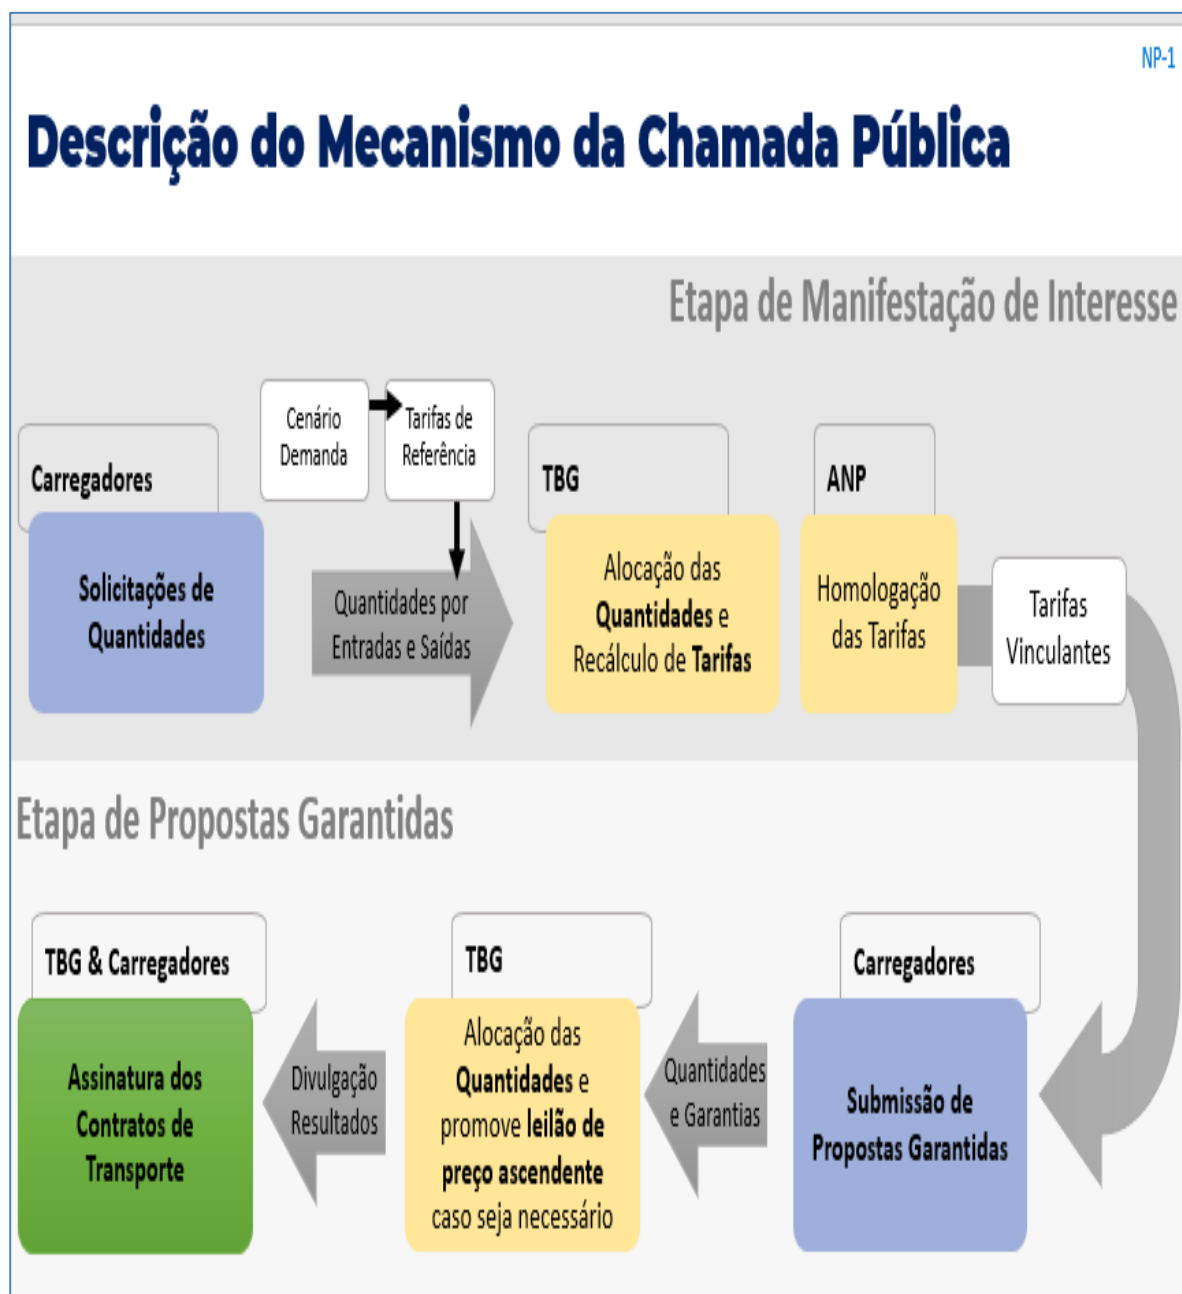 NP-1
Descrição do Mecanismo da Chamada Pública
Etapa de Manifestação de Interesse
Carregadores
Solicitações de
Quantidades
Cenário
Demanda
Tarifas de
Referência
Quantidades por
Entradas e Saídas
TBG
Alocação das
Quantidades e
Recálculo de Tarifas
ANP
Homologação
das Tarifas
Tarifas
Vinculantes
Etapa de Propostas Garantidas
Carregadores
Submissão de
Propostas Garantidas
Quantidades
e Garantias
TBG
Alocação das
Quantidades e
promove leilão de
preço ascendente
caso seja necessário
Divulgação
Resultados
TBG & Carregadores
Assinatura dos
Contratos de
Transporte